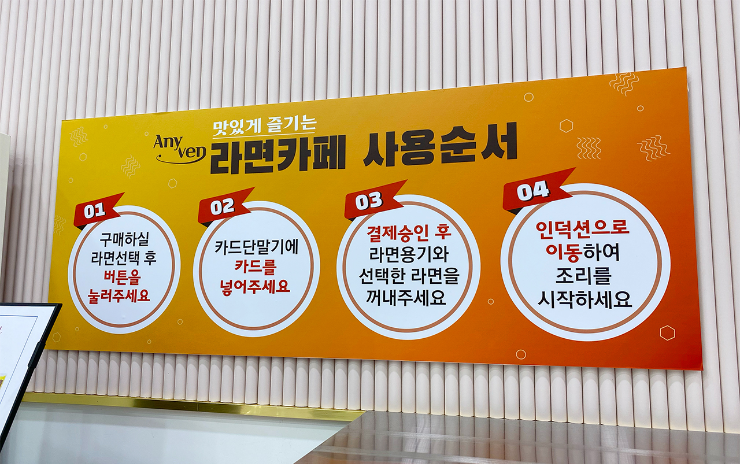 맛있게 즐기는
Any ven
라면카페 사용순서
01
구매하실
라면선택 후
버튼을
눌러주세요
02
카드단말기에
카드를
넣어주세요
03
결제승인 후
라면용기와
선택한 라면을
꺼내주세요
04
인덕션으로
이동하여
조리를
시작하세요